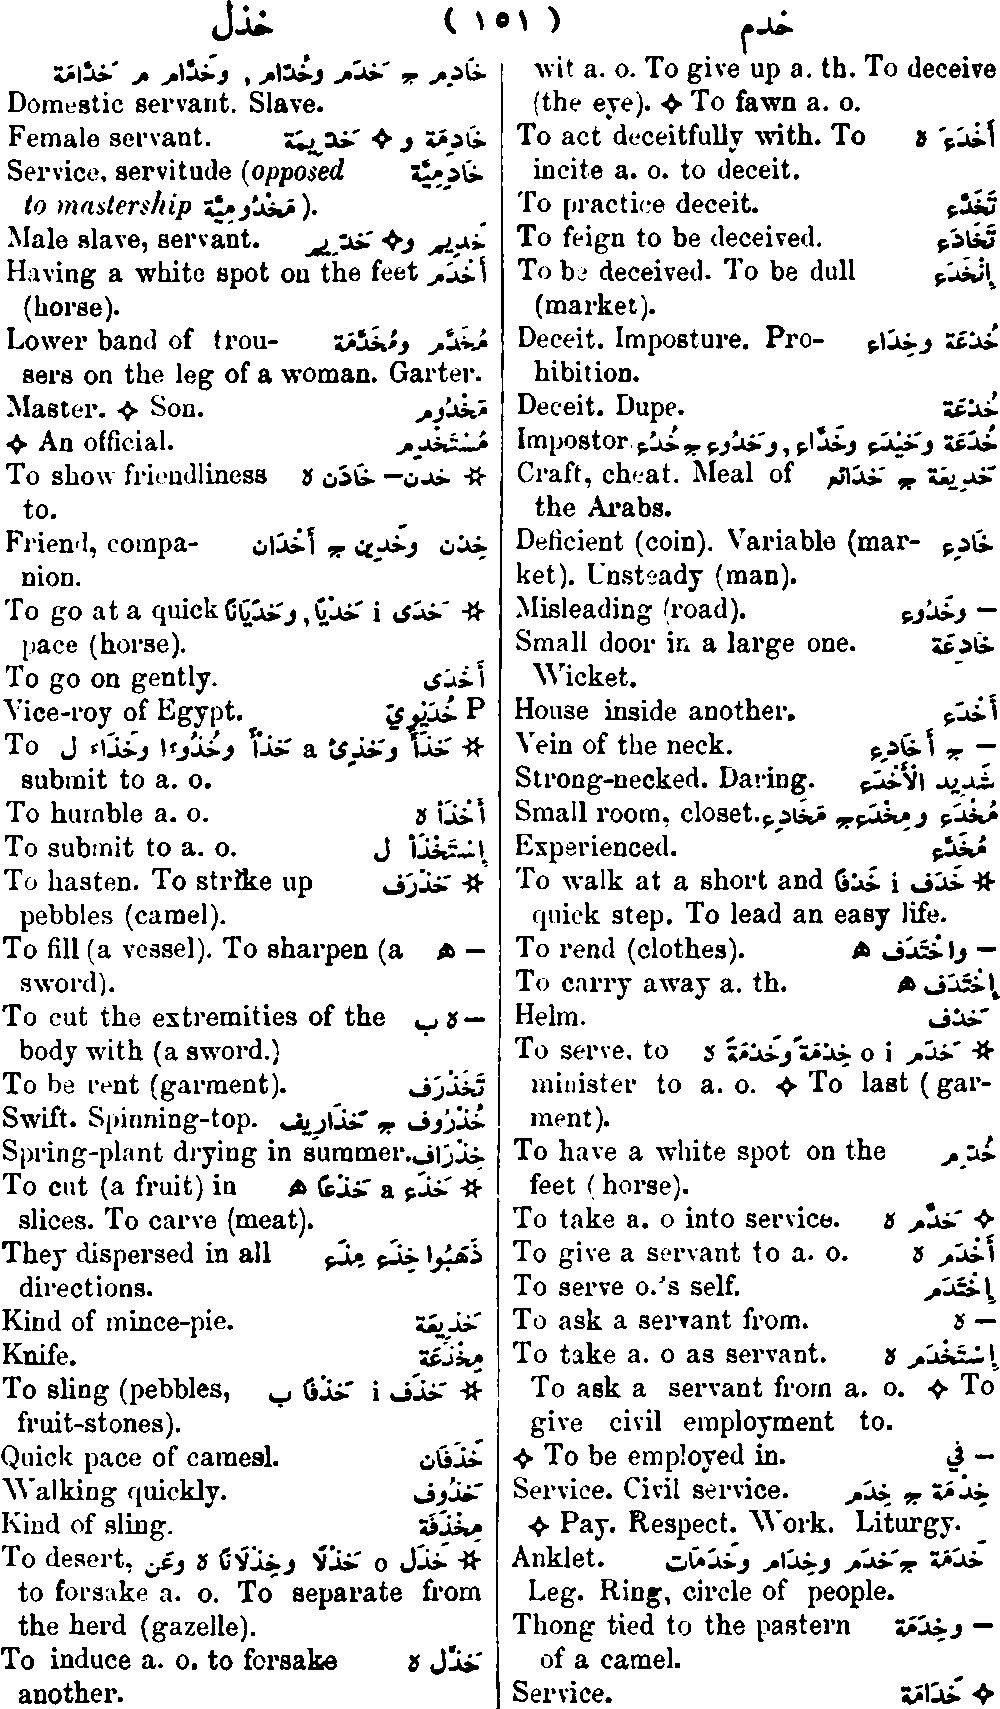 خدم ( ١٥١ ) خذل
wit a. o. To give up a. th. To deceive
(the eye). ✧ To fawn a. o.
To act deceitfully with. To أَخْدَعَ ه
incite a. o. to deceit.
To practice deceit. تَخَدَّع
To feign to be deceived. تَخَادَع
To be deceived. To be dull إِنْخَدَع
(market).
Deceit. Imposture. Pro- خُدْعَة وخِدَاع
hibition.
Deceit. Dupe. خُدْعَة
Impostor. خُدَعَة وخَيْدَع وخَدَّاع, وخَدُوع ج خُدُع
Craft, cheat. Meal of خَدِيعَة ج خَدَائِع
the Arabs.
Deficient (coin). Variable (mar- خَادِع
ket). Unsteady (man).
Misleading (road). — وخَدُوع
Small door in a large one. خَادِعَة
Wicket.
House inside another. أَخْدَع
Vein of the neck. — ج أَخَادِع
Strong-necked. Daring. شَدِيد الْأَخْدَع
Small room, closet. مُخْدَع ومِخْدَع ج مَخَادِع
Experienced. مُخَدَّع
To walk at a short and ☼ خَدَف i خَدْفًا
quick step. To lead an easy life.
To rend (clothes). — واخْتَدَف ه
To carry away a. th. إِخْتَدَف ه
Helm. خَدْف
To serve, to ☼ خَدَم i o خِدْمَةً وخَدْمَةً ه
minister to a. o. ✧ To last (gar-
ment).
To have a white spot on the خُدِم
feet (horse).
To take a. o into service. ✧ خَدَّم ه
To give a servant to a. o. أَخْدَم ه
To serve o.'s self. إِخْتَدَم
To ask a servant from. — ه
To take a. o as servant. إِسْتَخْدَم ه
To ask a servant from a. o. ✧ To
give civil employment to.
✧ To be employed in. — في
Service. Civil service. خِدْمَة ج خِدَم
✧ Pay. Respect. Work. Liturgy.
Anklet. خَدَمَة ج خَدَم وخِدَام وخَدَمَات
Leg. Ring, circle of people.
Thong tied to the pastern — وخِدَمَة
of a camel.
Service. ✧ خَدَامَة
خَادِم ج خَدَم وخُدَّام, وخَدَّام م خَدَّامَة
Domestic servant. Slave.
Female servant. خَادِمَة و ✧ خَدِيمَة
Service, servitude (opposed خَادِمِيَّة
to mastership مَخْدُومِيَّة).
Male slave, servant. خَدِيم و✧ خَدِيم
Having a white spot on the feet أَخْدَم
(horse).
Lower band of trou- مُخَدَّم ومُخَدَّمَة
sers on the leg of a woman. Garter.
Master. ✧ Son. مَخْدُوم
✧ An official. مُسْتَخْدَم
To show friendliness ☼ خدن — خَادَن ه
to.
Friend, compa- خِدْن وخَدِين ج أَخْدَان
nion.
To go at a quick ☼ خَدَى i خَدْيًا, وخَدَيَانًا
pace (horse).
To go on gently. أَخْدَى
Vice-roy of Egypt. P خُدَيْوِيّ
To ☼ خَذَأَ وخَذِئَ a خَذْأً وخُذُوءًا وخَذَاءً ل
submit to a. o.
To humble a. o. أَخْذَأ ه
To submit to a. o. إِسْتَخْذَأ ل
To hasten. To strike up ☼ خَذْرَف
pebbles (camel).
To fill (a vessel). To sharpen (a — ه
sword).
To cut the extremities of the — ه ب
body with (a sword.)
To be rent (garment). تَخَذْرَف
Swift. Spinning-top. خُذْرُوف ج خَذَارِيف
Spring-plant drying in summer. خِذْرَاف
To cut (a fruit) in ☼ خَذَع a خَذْعًا ه
slices. To carve (meat).
They dispersed in all ذَهَبُوا خِذَع مِذَع
directions.
Kind of mince-pie. خَذِيعَة
Knife. مِخْذَعَة
To sling (pebbles, ☼ خَذَف i خَذْفًا ب
fruit-stones).
Quick pace of camesl. خَذَفَان
Walking quickly. خَذُوف
Kind of sling. مِخْذَفَة
To desert, ☼ خَذَل o خَذْلًا وخِذْلَانًا ه وعَن
to forsake a. o. To separate from
the herd (gazelle).
To induce a. o. to forsake خَذَّل ه
another.